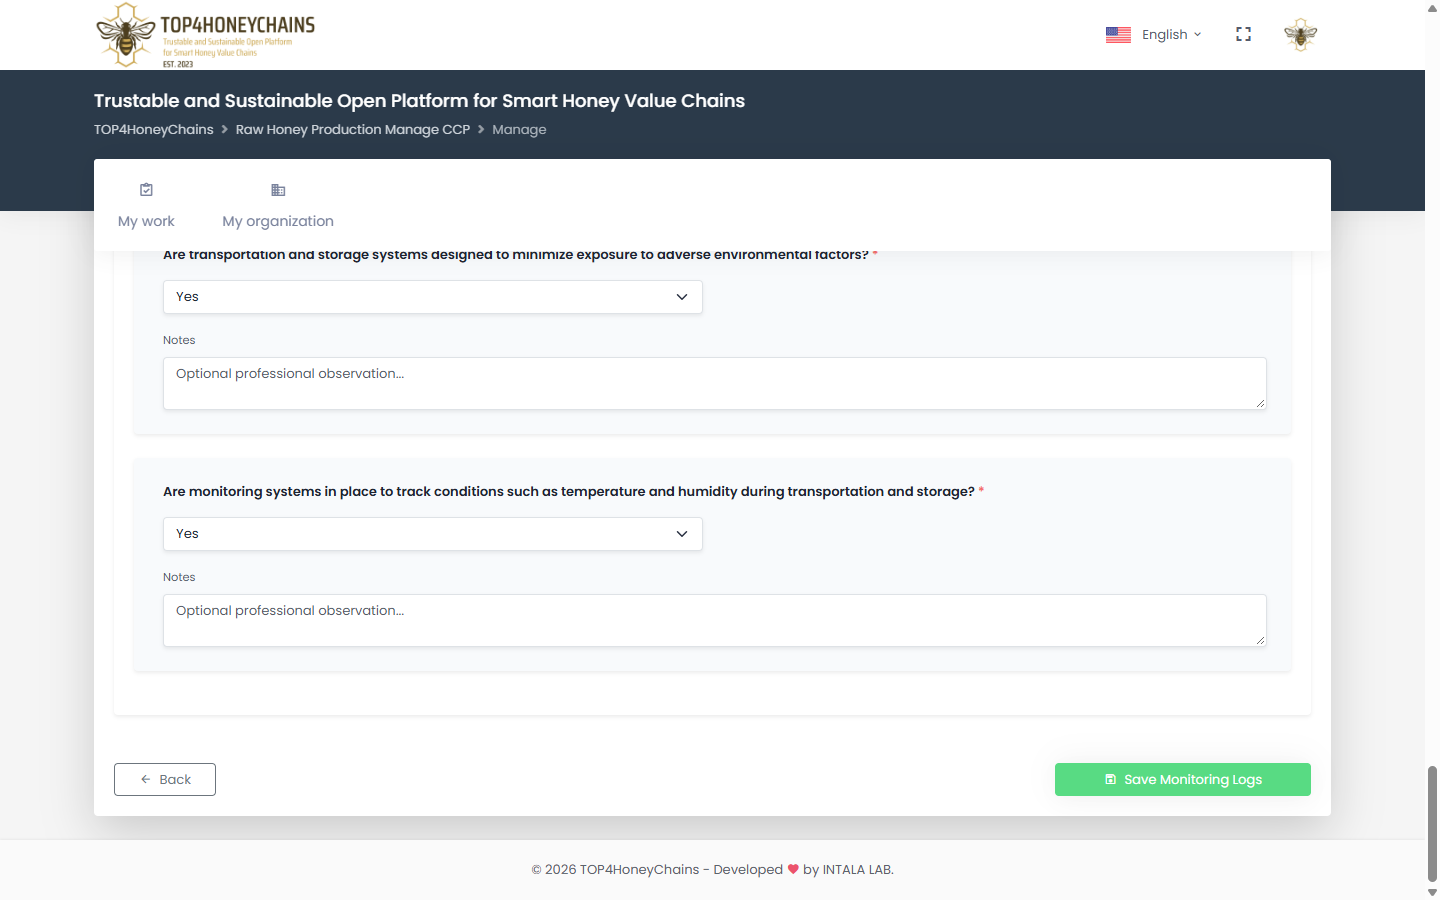 TOP4HONEYCHAINS
Trustable and Sustainable Open Platform
for Smart Honey Value Chains
EST. 2023
English
Trustable and Sustainable Open Platform for Smart Honey Value Chains
TOP4HoneyChains > Raw Honey Production Manage CCP > Manage
My work
My organization
Are transportation and storage systems designed to minimize exposure to adverse environmental factors? *
Yes
Notes
Optional professional observation...
Are monitoring systems in place to track conditions such as temperature and humidity during transportation and storage? *
Yes
Notes
Optional professional observation...
Back
Save Monitoring Logs
© 2026 TOP4HoneyChains - Developed ♥ by INTALA LAB.